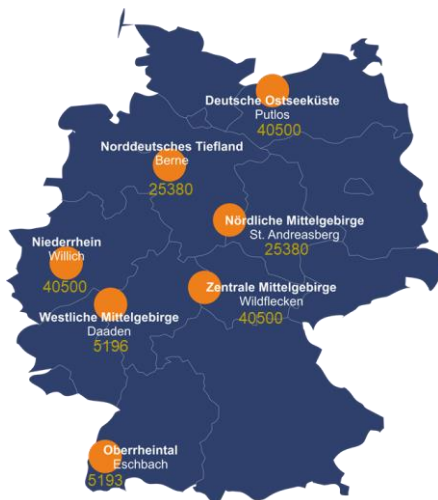 Deutsche Ostseeküste
Putlos
40500
Norddeutsches Tiefland
Berne
25380
Nördliche Mittelgebirge
St. Andreasberg
25380
Niederrhein
Willich
40500
Zentrale Mittelgebirge
Wildflecken
40500
Westliche Mittelgebirge
Daaden
5196
Oberrheintal
Eschbach
5193